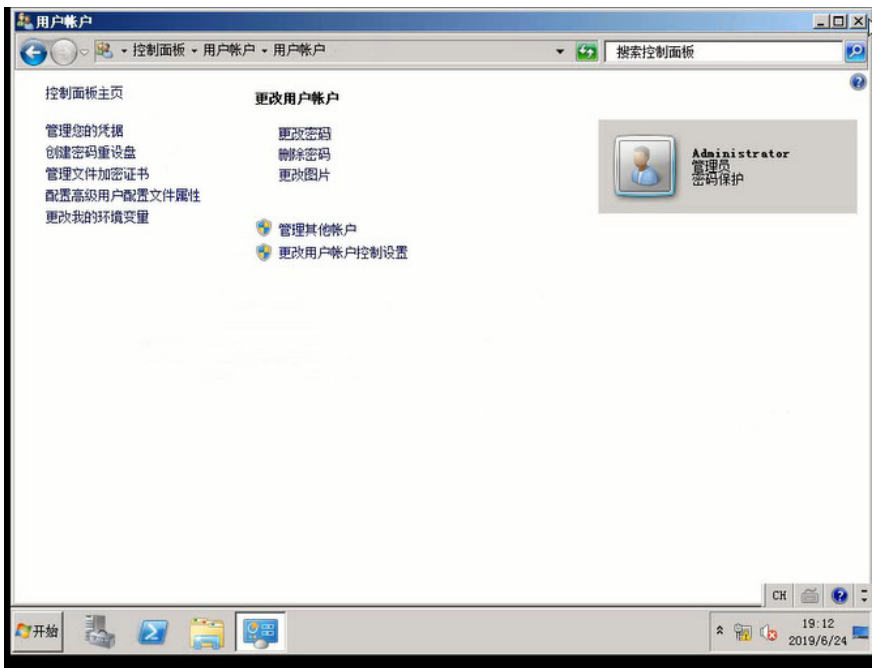 用户帐户
控制面板 用户帐户 用户帐户
搜索控制面板
控制面板主页
管理您的凭据
创建密码重设盘
管理文件加密证书
配置高级用户配置文件属性
更改我的环境变量
更改用户帐户
更改密码
删除密码
更改图片
管理其他帐户
更改用户帐户控制设置
Administrator
管理员
密码保护
CH
开始
19:12
2019/6/24